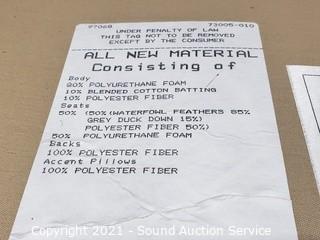 97068 73005-010
UNDER PENALTY OF LAW
THIS TAG NOT TO BE REMOVED
EXCEPT BY THE CONSUMER
ALL NEW MATERIAL
Consisting of
Body
80% POLYURETHANE FOAM
10% BLENDED COTTON BATTING
10% POLYESTER FIBER
Seats
50% (50%(WATERFOWL FEATHERS 85%
GREY DUCK DOWN 15%)
POLYESTER FIBER 50%)
50% POLYURETHANE FOAM
Backs
100% POLYESTER FIBER
Accent Pillows
100% POLYESTER FIBER
Copyright 2021 - Sound Auction Service